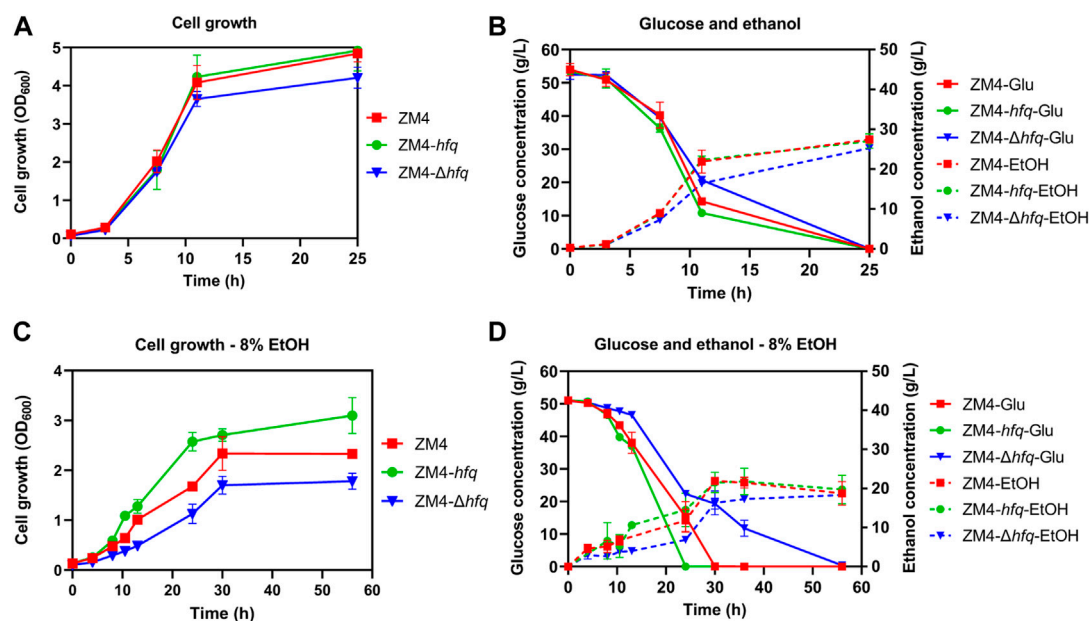 A
Cell growth
Cell growth (OD600)
5
4
3
2
1
0
0 5 10 15 20 25
Time (h)
ZM4
ZM4-hfq
ZM4-Δhfq
B
Glucose and ethanol
Glucose concentration (g/L)
60
50
40
30
20
10
0
0 5 10 15 20 25
Time (h)
50
40
30
20
10
0
Ethanol concentration (g/L)
ZM4-Glu
ZM4-hfq-Glu
ZM4-Δhfq-Glu
ZM4-EtOH
ZM4-hfq-EtOH
ZM4-Δhfq-EtOH
C
Cell growth - 8% EtOH
Cell growth (OD600)
4
3
2
1
0
0 10 20 30 40 50 60
Time (h)
ZM4
ZM4-hfq
ZM4-Δhfq
D
Glucose and ethanol - 8% EtOH
Glucose concentration (g/L)
60
50
40
30
20
10
0
0 10 20 30 40 50 60
Time (h)
50
40
30
20
10
0
Ethanol concentration (g/L)
ZM4-Glu
ZM4-hfq-Glu
ZM4-Δhfq-Glu
ZM4-EtOH
ZM4-hfq-EtOH
ZM4-Δhfq-EtOH